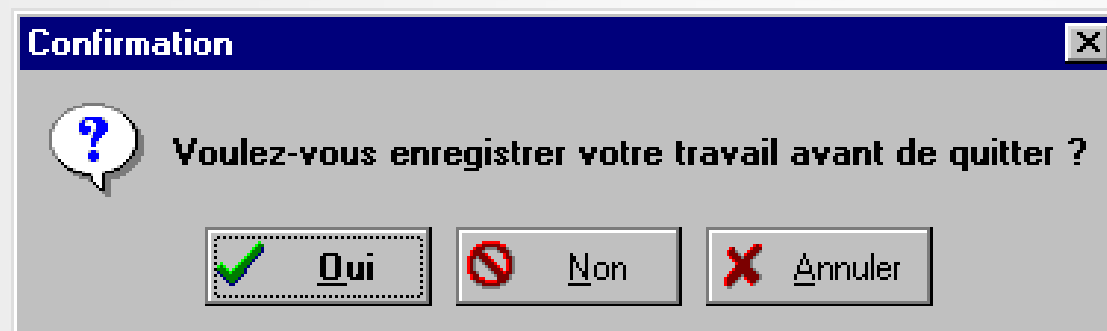 Confirmation
Voulez-vous enregistrer votre travail avant de quitter ?
Oui Non Annuler